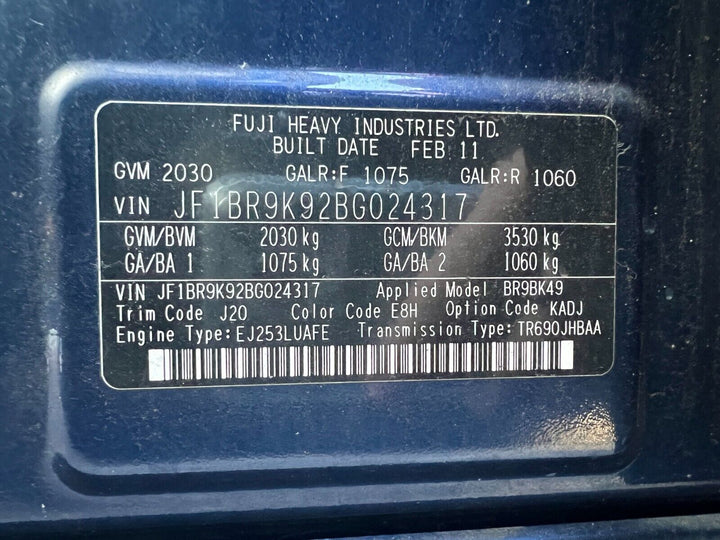 FUJI HEAVY INDUSTRIES LTD.
BUILT DATE FEB 11
GVM 2030 GALR:F 1075 GALR:R 1060
VIN JF1BR9K92BG024317
GVM/BVM 2030 kg GCM/BKM 3530 kg
GA/BA 1 1075 kg GA/BA 2 1060 kg
VIN JF1BR9K92BG024317 Applied Model BR9BK49
Trim Code J20 Color Code E8H Option Code KADJ
Engine Type:EJ253LUAFE Transmission Type:TR690JHBAA